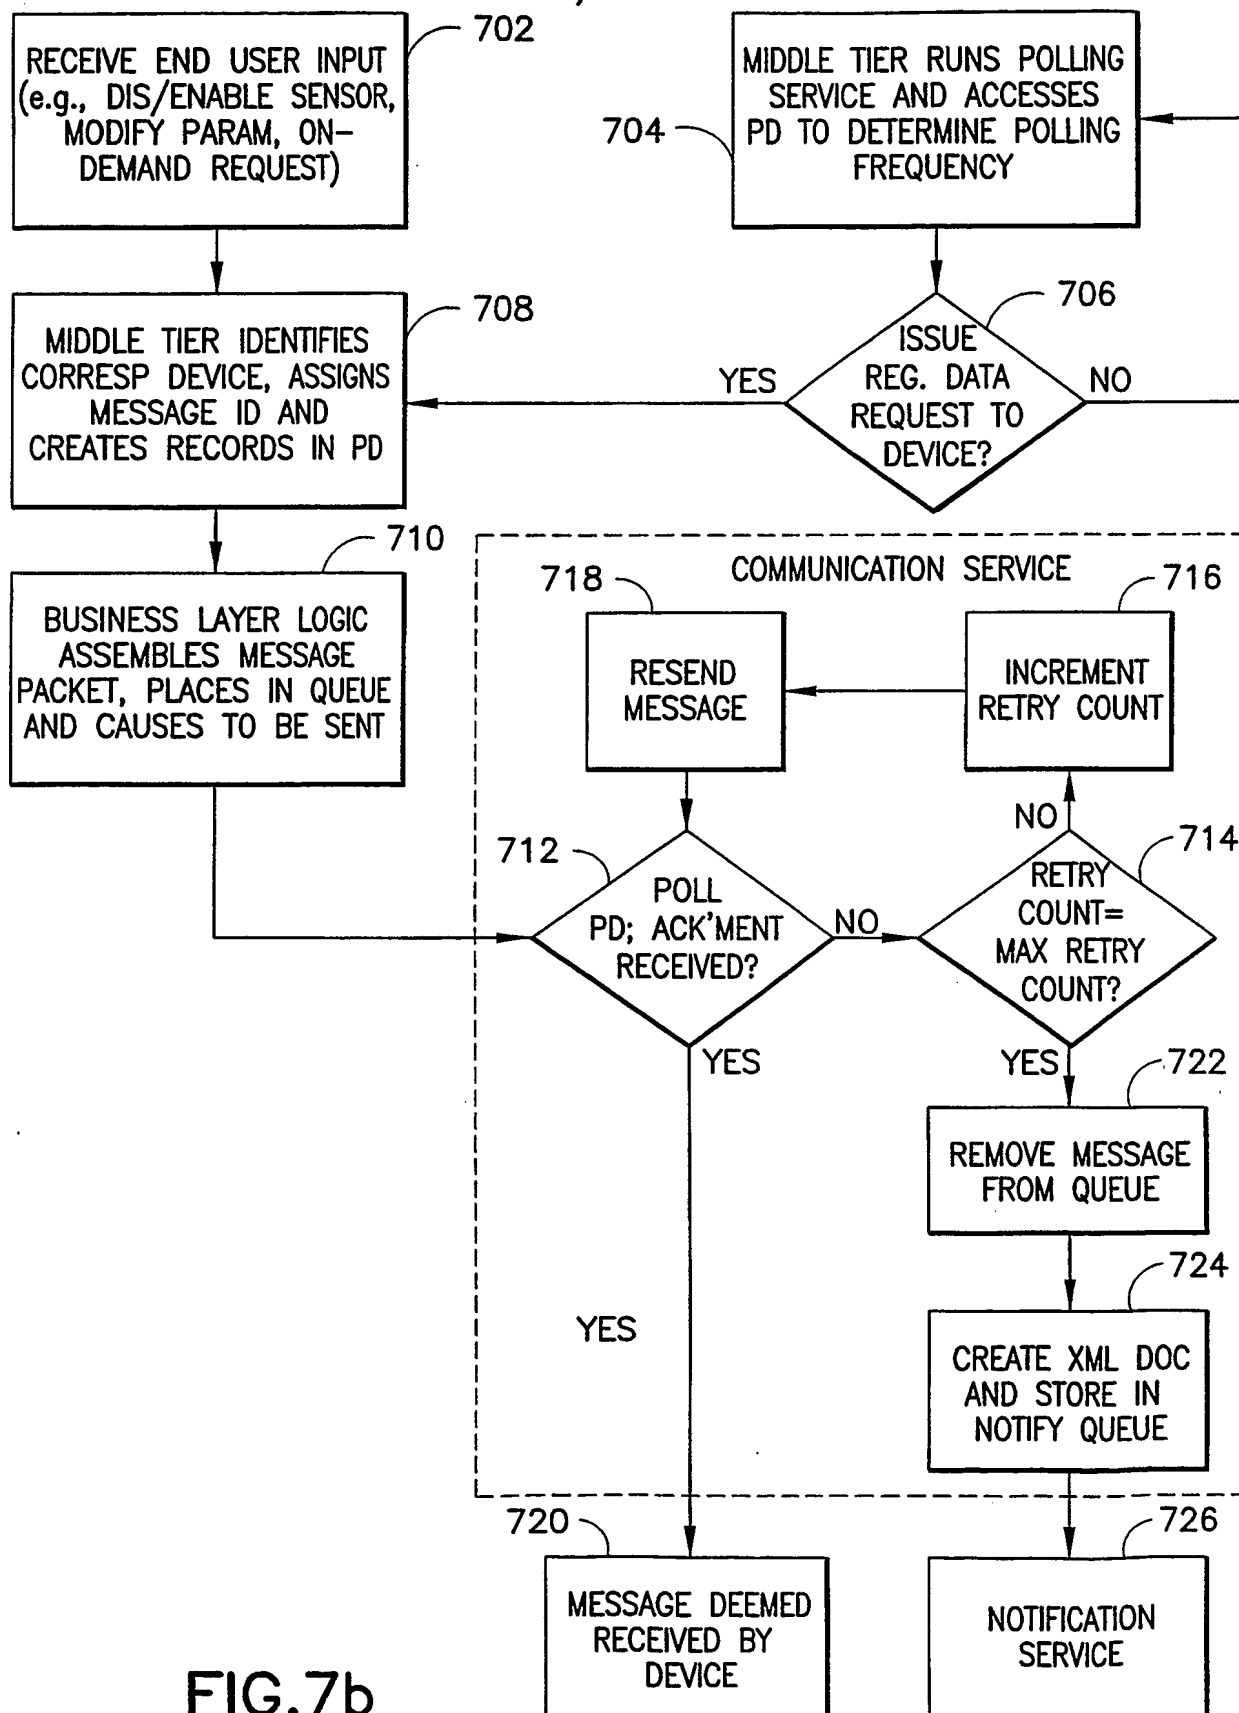 702
RECEIVE END USER INPUT
(e.g., DIS/ENABLE SENSOR,
MODIFY PARAM, ON-
DEMAND REQUEST)
704
MIDDLE TIER RUNS POLLING
SERVICE AND ACCESSES
PD TO DETERMINE POLLING
FREQUENCY
706
ISSUE
REG. DATA
REQUEST TO
DEVICE?
YES
NO
708
MIDDLE TIER IDENTIFIES
CORRESP DEVICE, ASSIGNS
MESSAGE ID AND
CREATES RECORDS IN PD
710
BUSINESS LAYER LOGIC
ASSEMBLES MESSAGE
PACKET, PLACES IN QUEUE
AND CAUSES TO BE SENT
COMMUNICATION SERVICE
718
RESEND
MESSAGE
716
INCREMENT
RETRY COUNT
NO
712
POLL
PD; ACK'MENT
RECEIVED?
NO
714
RETRY
COUNT=
MAX RETRY
COUNT?
YES
YES
722
REMOVE MESSAGE
FROM QUEUE
724
CREATE XML DOC
AND STORE IN
NOTIFY QUEUE
YES
720
MESSAGE DEEMED
RECEIVED BY
DEVICE
726
NOTIFICATION
SERVICE
FIG.7b